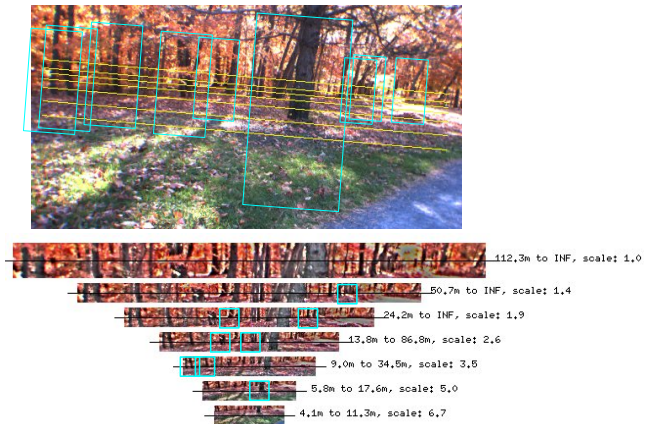 112.3m to INF, scale: 1.0
50.7m to INF, scale: 1.4
24.2m to INF, scale: 1.9
13.8m to 86.8m, scale: 2.6
9.0m to 34.5m, scale: 3.5
5.8m to 17.6m, scale: 5.0
4.1m to 11.3m, scale: 6.7